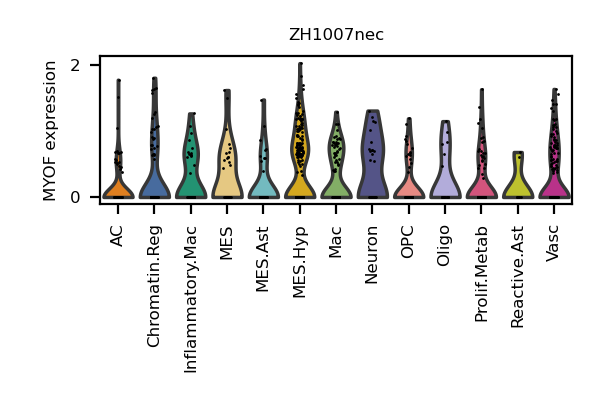 ZH1007nec
MYOF expression
2
0
AC
Chromatin.Reg
Inflammatory.Mac
MES
MES.Ast
MES.Hyp
Mac
Neuron
OPC
Oligo
Prolif.Metab
Reactive.Ast
Vasc